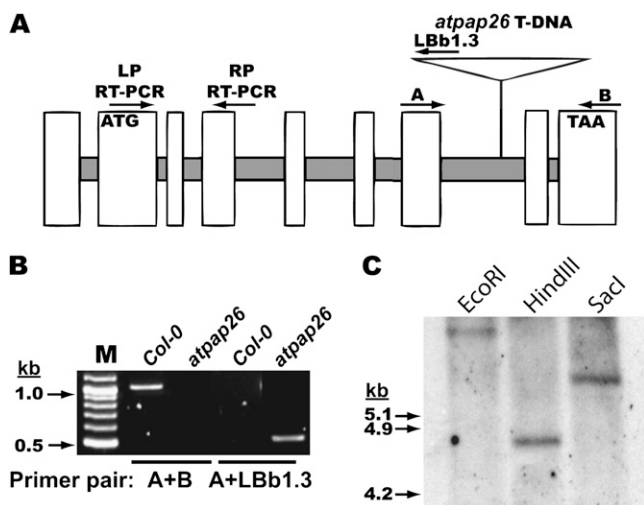 A
atpap26 T-DNA
LBb1.3
LP
RT-PCR
RP
RT-PCR
A
B
ATG
TAA
B
M
Col-0
atpap26
Col-0
atpap26
kb
1.0
0.5
Primer pair: A+B A+LBb1.3
C
EcoRI
HindIII
SacI
kb
5.1
4.9
4.2